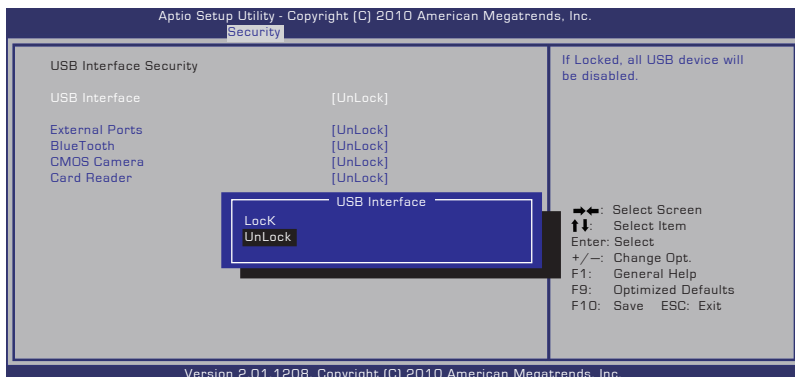 Aptio Setup Utility - Copyright (C) 2010 American Megatrends, Inc.
Security
USB Interface Security
USB Interface [UnLock]
External Ports [UnLock]
BlueTooth [UnLock]
CMOS Camera [UnLock]
Card Reader [UnLock]
USB Interface
LocK
UnLock
If Locked, all USB device will
be disabled.
→←: Select Screen
↑↓: Select Item
Enter: Select
+/—: Change Opt.
F1: General Help
F9: Optimized Defaults
F10: Save ESC: Exit
Version 2.01.1208. Copyright (C) 2010 American Megatrends, Inc.